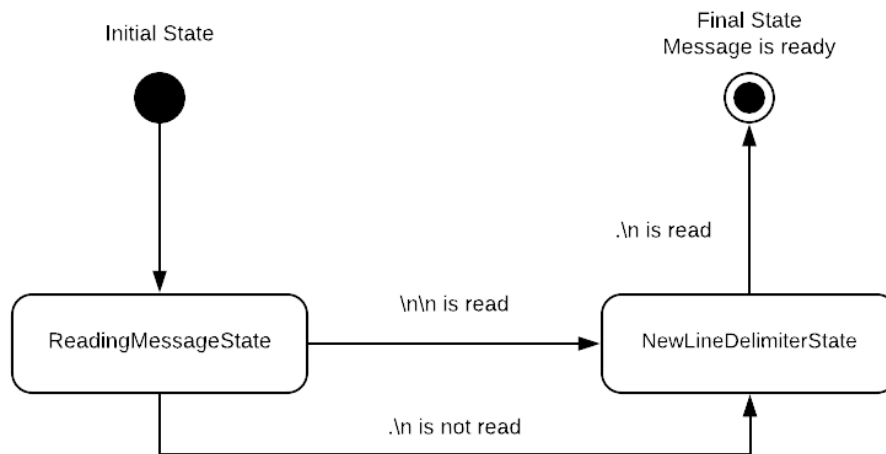 Initial State
Final State
Message is ready
.\n is read
\n\n is read
ReadingMessageState
NewLineDelimiterState
.\n is not read